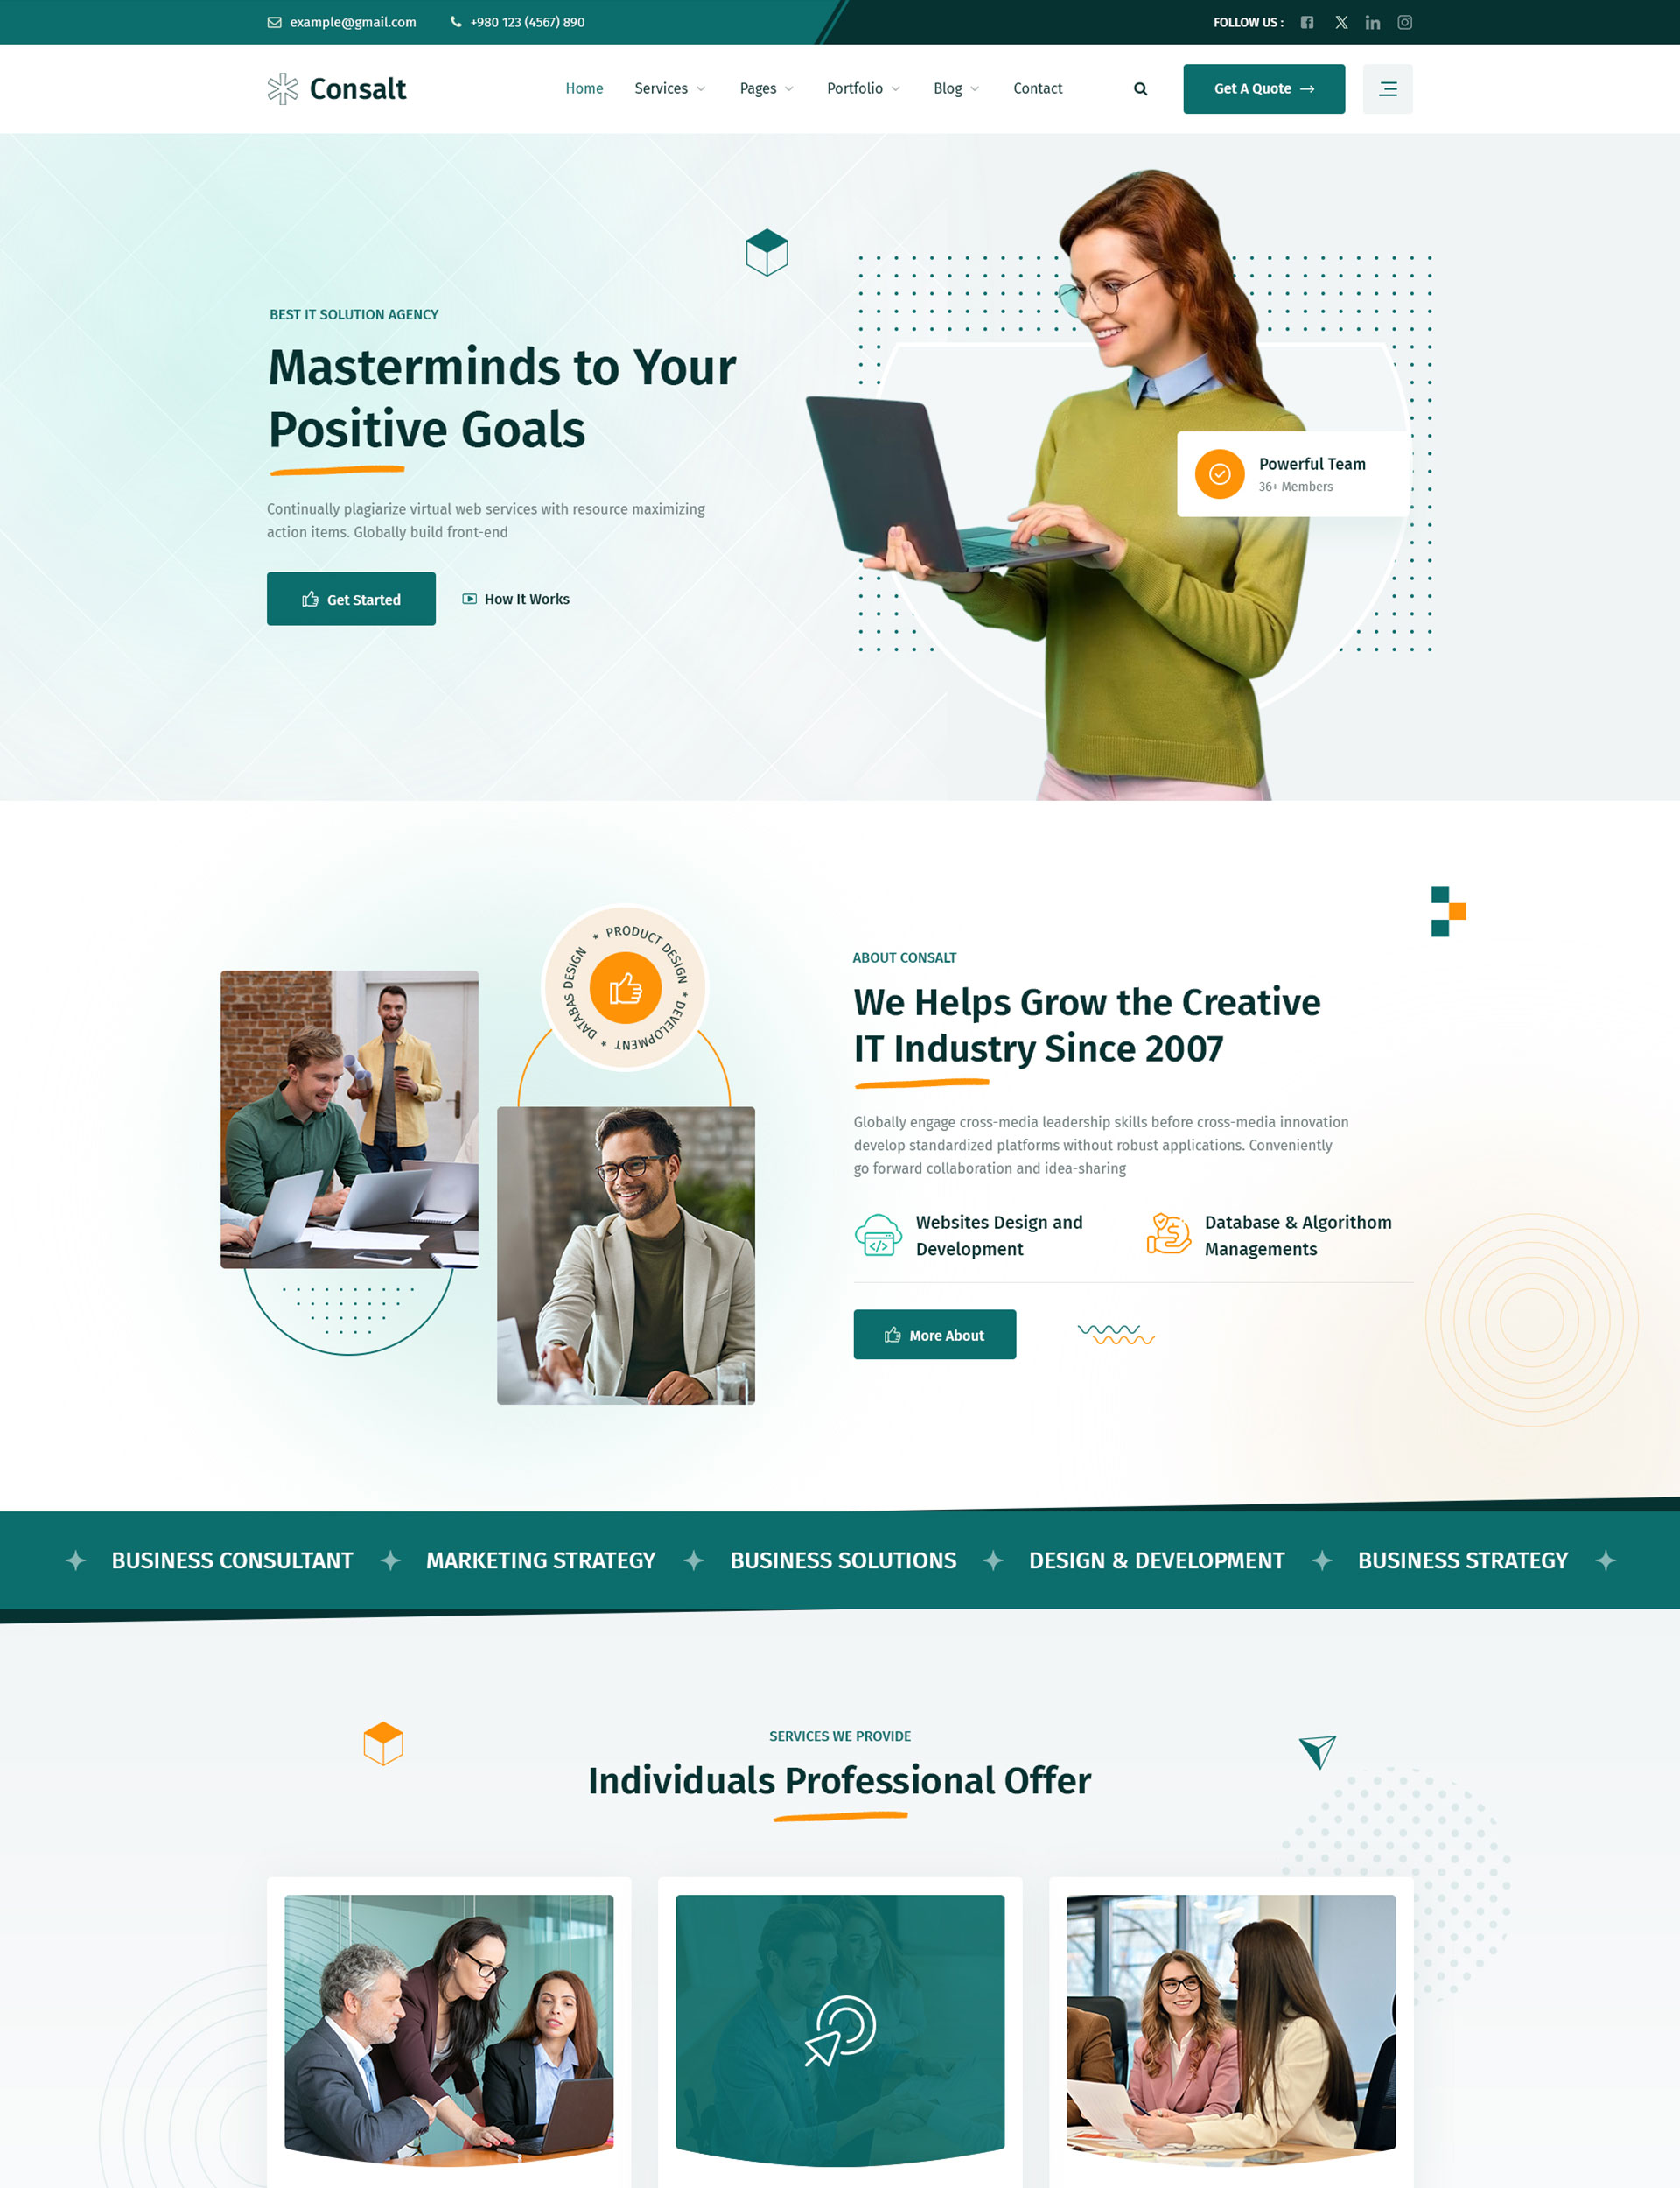 example@gmail.com +980 123 (4567) 890 FOLLOW US :
Consalt Home Services Pages Portfolio Blog Contact Get A Quote
BEST IT SOLUTION AGENCY
Masterminds to Your
Positive Goals
Continually plagiarize virtual web services with resource maximizing
action items. Globally build front-end
Get Started How It Works
Powerful Team
36+ Members
* PRODUCT DESIGN * DEVELOPMENT * DATABAS DESIGN
ABOUT CONSALT
We Helps Grow the Creative
IT Industry Since 2007
Globally engage cross-media leadership skills before cross-media innovation
develop standardized platforms without robust applications. Conveniently
go forward collaboration and idea-sharing
Websites Design and
Development
Database & Algorithom
Managements
More About
BUSINESS CONSULTANT MARKETING STRATEGY BUSINESS SOLUTIONS DESIGN & DEVELOPMENT BUSINESS STRATEGY
SERVICES WE PROVIDE
Individuals Professional Offer